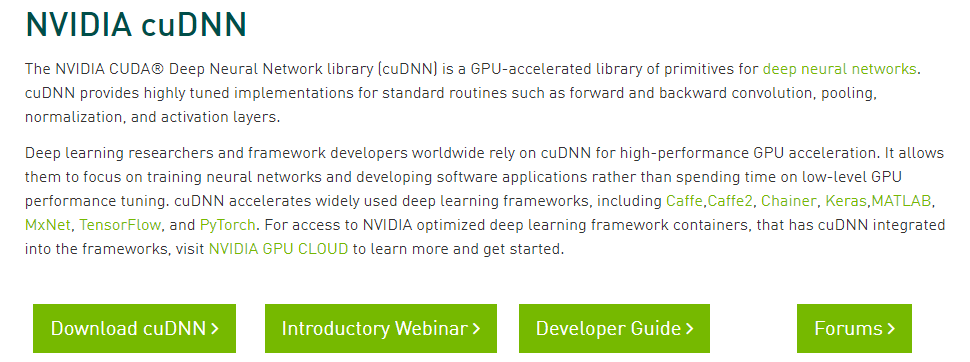 NVIDIA cuDNN
The NVIDIA CUDA® Deep Neural Network library (cuDNN) is a GPU-accelerated library of primitives for deep neural networks.
cuDNN provides highly tuned implementations for standard routines such as forward and backward convolution, pooling,
normalization, and activation layers.
Deep learning researchers and framework developers worldwide rely on cuDNN for high-performance GPU acceleration. It allows
them to focus on training neural networks and developing software applications rather than spending time on low-level GPU
performance tuning. cuDNN accelerates widely used deep learning frameworks, including Caffe,Caffe2, Chainer, Keras,MATLAB,
MxNet, TensorFlow, and PyTorch. For access to NVIDIA optimized deep learning framework containers, that has cuDNN integrated
into the frameworks, visit NVIDIA GPU CLOUD to learn more and get started.
Download cuDNN > Introductory Webinar > Developer Guide > Forums >